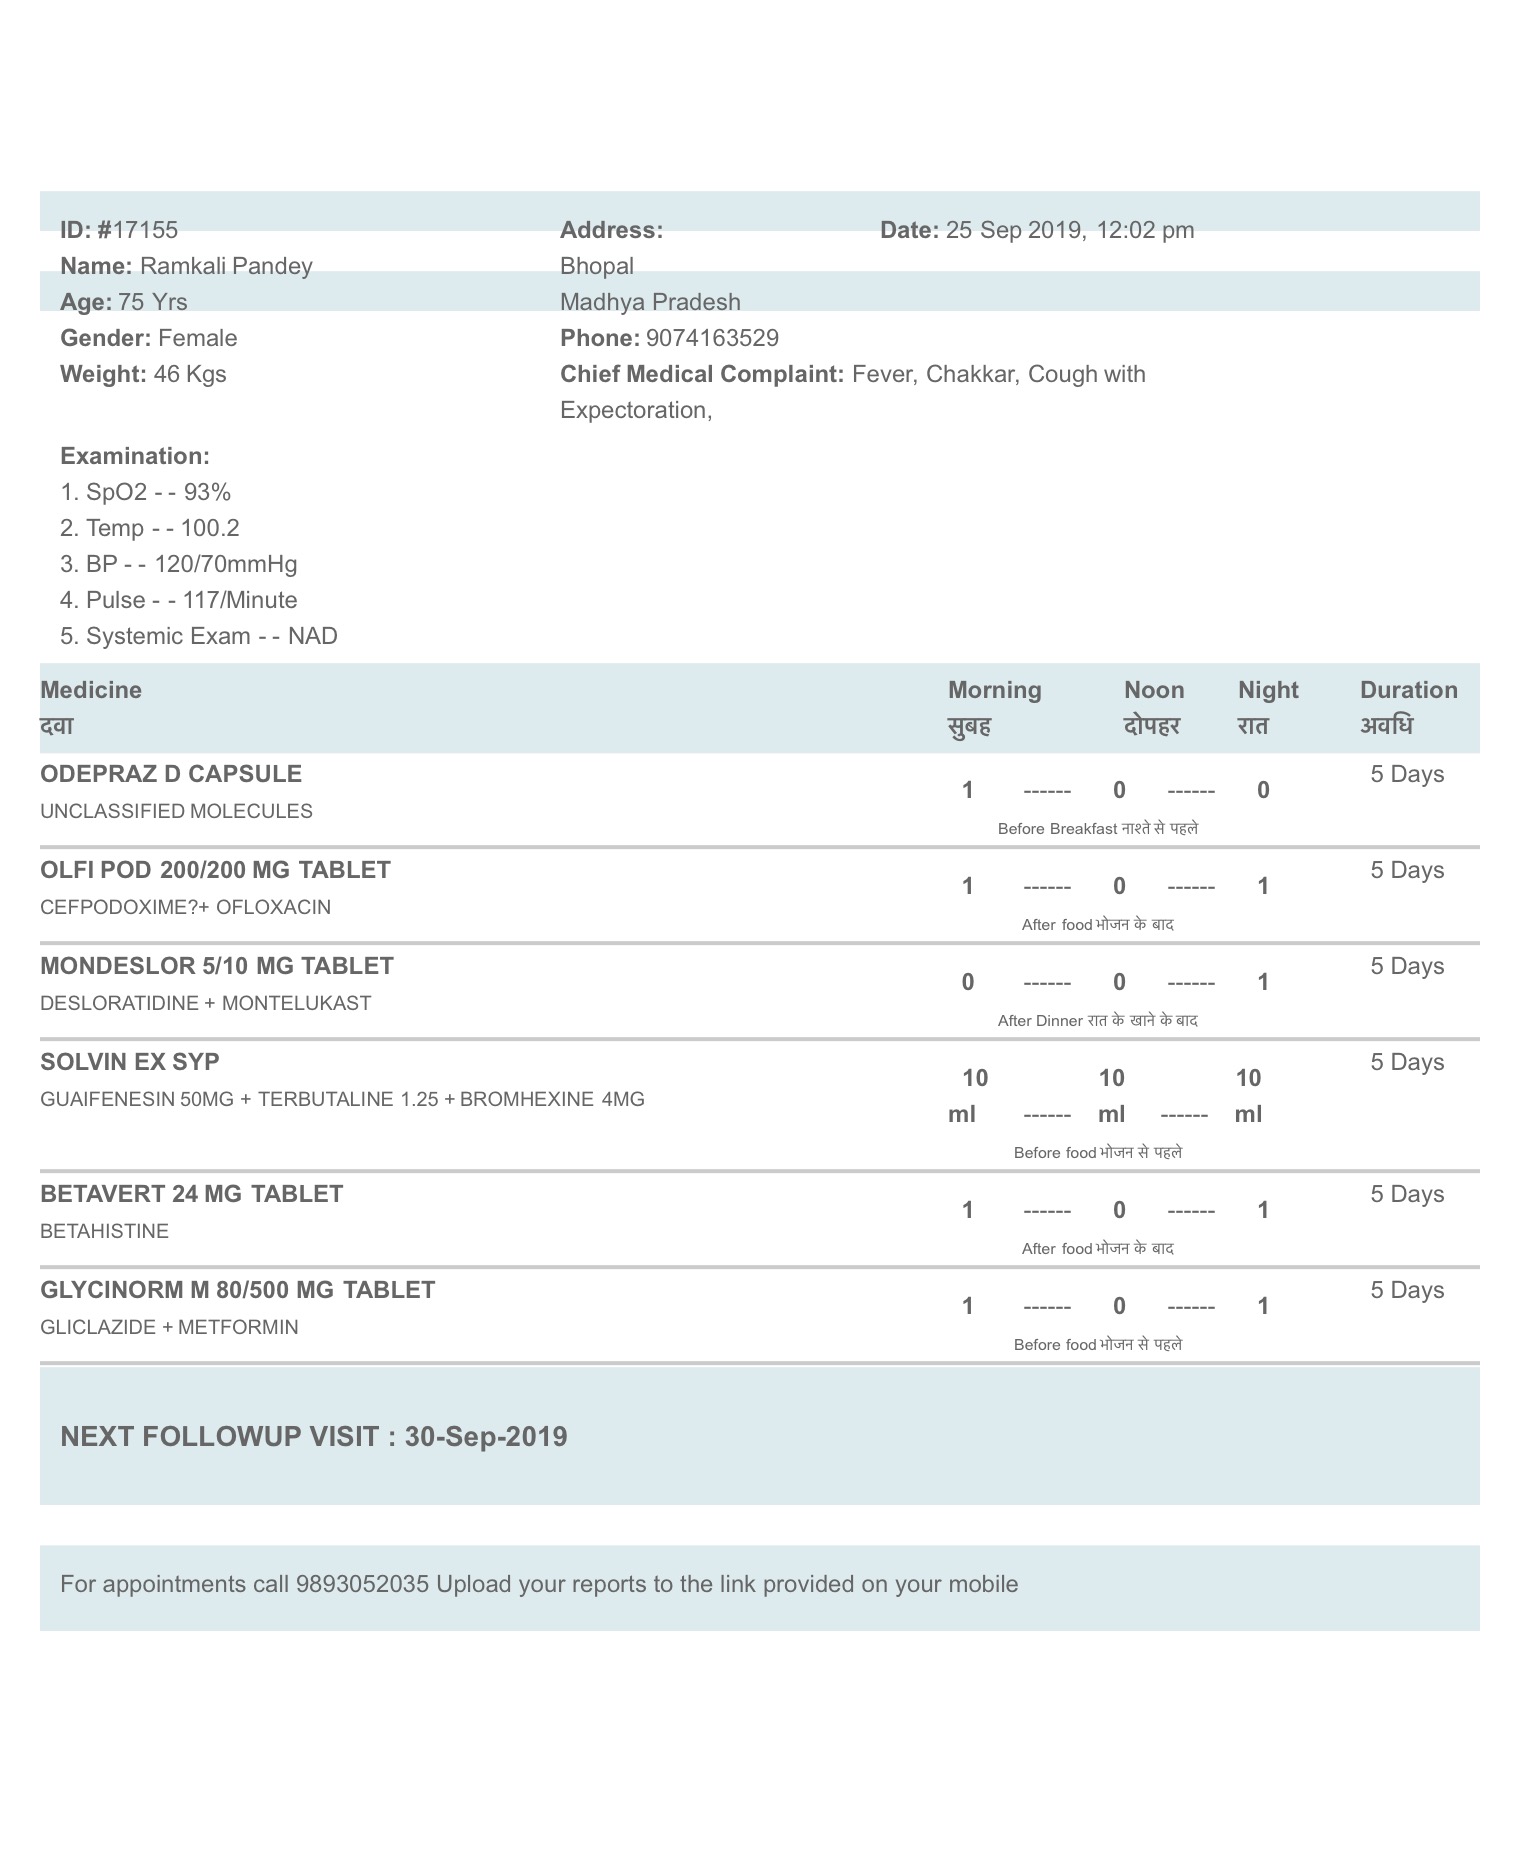 ID: #17155
Name: Ramkali Pandey
Age: 75 Yrs
Gender: Female
Weight: 46 Kgs
Address:
Bhopal
Madhya Pradesh
Phone: 9074163529
Chief Medical Complaint: Fever, Chakkar, Cough with
Expectoration,
Date: 25 Sep 2019, 12:02 pm
Examination:
1. SpO2 - - 93%
2. Temp - - 100.2
3. BP - - 120/70mmHg
4. Pulse - - 117/Minute
5. Systemic Exam - - NAD
Medicine Morning Noon Night Duration
दवा सुबह दोपहर रात अवधि
ODEPRAZ D CAPSULE 5 Days
1 ------ 0 ------ 0
UNCLASSIFIED MOLECULES
Before Breakfast नाश्ते से पहले
OLFI POD 200/200 MG TABLET 5 Days
1 ------ 0 ------ 1
CEFPODOXIME?+ OFLOXACIN
After food भोजन के बाद
MONDESLOR 5/10 MG TABLET 5 Days
0 ------ 0 ------ 1
DESLORATIDINE + MONTELUKAST
After Dinner रात के खाने के बाद
SOLVIN EX SYP 5 Days
10 10 10
GUAIFENESIN 50MG + TERBUTALINE 1.25 + BROMHEXINE 4MG
ml ------ ml ------ ml
Before food भोजन से पहले
BETAVERT 24 MG TABLET 5 Days
1 ------ 0 ------ 1
BETAHISTINE
After food भोजन के बाद
GLYCINORM M 80/500 MG TABLET 5 Days
1 ------ 0 ------ 1
GLICLAZIDE + METFORMIN
Before food भोजन से पहले
NEXT FOLLOWUP VISIT : 30-Sep-2019
For appointments call 9893052035 Upload your reports to the link provided on your mobile